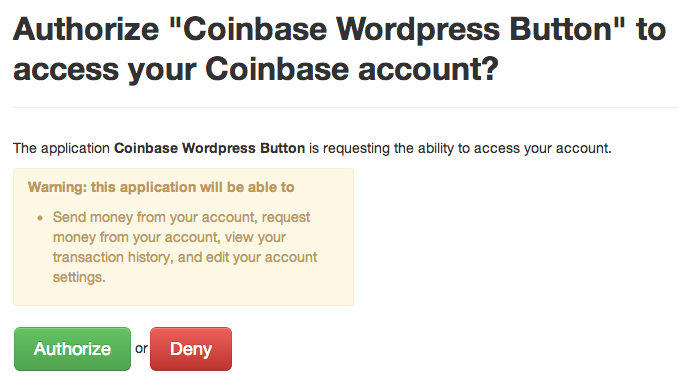 Authorize "Coinbase Wordpress Button" to
access your Coinbase account?
The application Coinbase Wordpress Button is requesting the ability to access your account.
Warning: this application will be able to
• Send money from your account, request
money from your account, view your
transaction history, and edit your account
settings.
Authorize or Deny